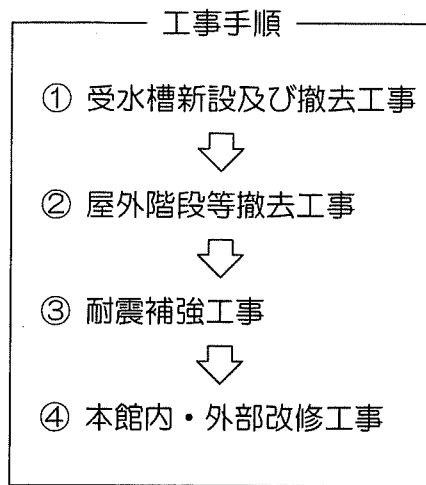 工事手順
① 受水槽新設及び撤去工事
② 屋外階段等撤去工事
③ 耐震補強工事
④ 本館内・外部改修工事